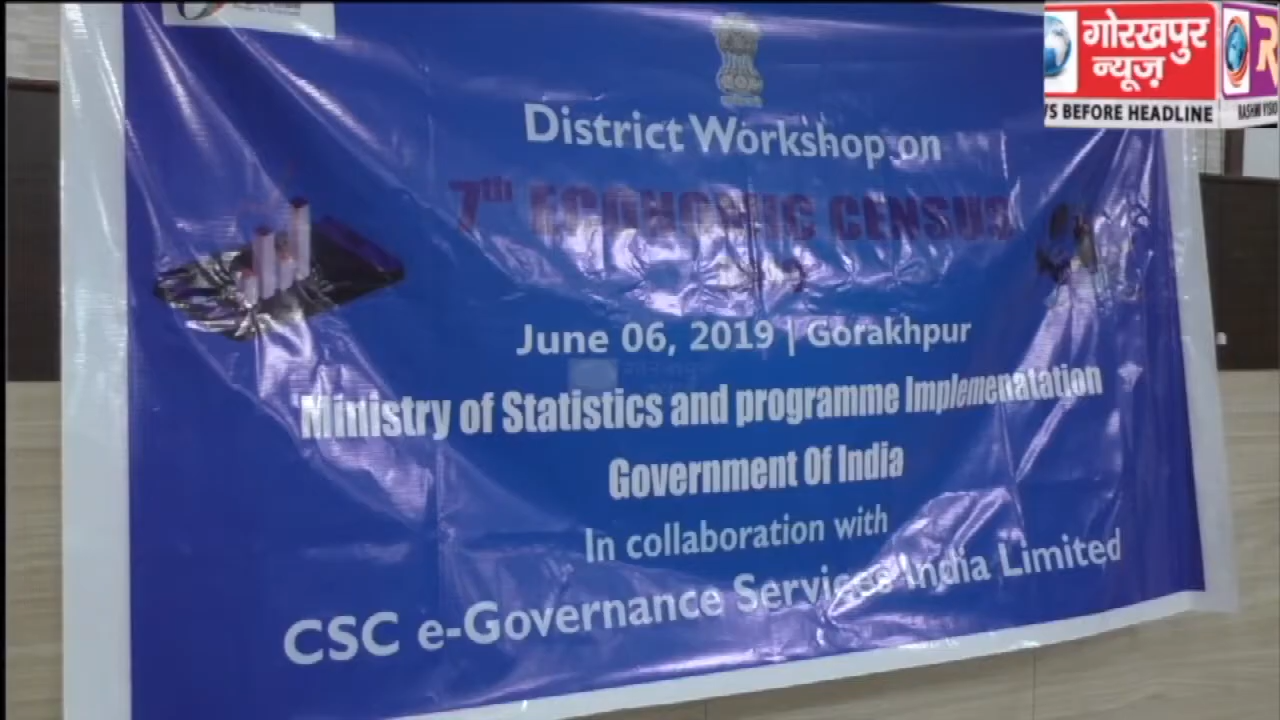 गोरखपुर
न्यूज़
S BEFORE HEADLINE
District Workshop on
7th ECONOMIC CENSUS
June 06, 2019 | Gorakhpur
Ministry of Statistics and programme Implemenatation
Government Of India
In collaboration with
CSC e-Governance Services India Limited